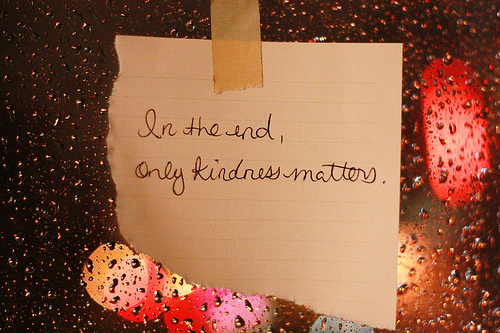 In the end,
only kindness matters.